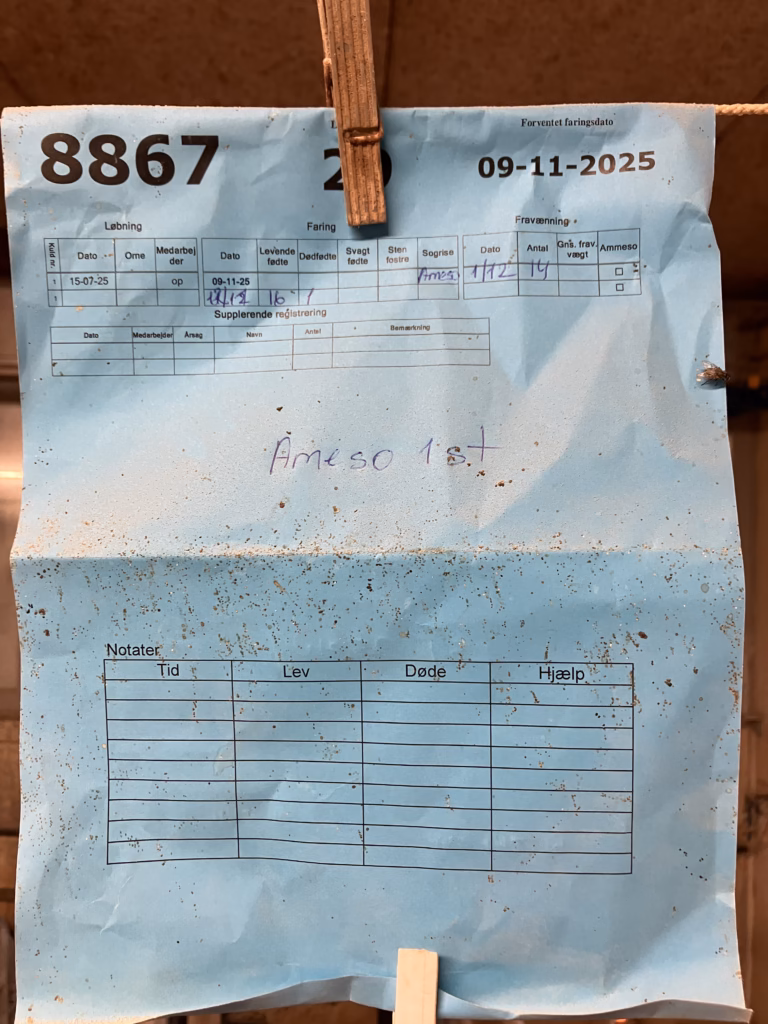 8867
Forventet faringsdato
09-11-2025
Løbning Faring Fravænning
Kuld nr. Dato Orne Medarbej der Dato Levende fødte Dødfødte Svagt fødte Sten fostre Sogrise Dato Antal Gns. frav. vægt Ammeso
1 15-07-25 op 09-11-25 Ameso 1/12 14
1 16 1
Supplerende registrering
Dato Medarbejder Årsag Navn Antal Bemærkning
Ameso 1 st
Notater
Tid Lev Døde Hjælp